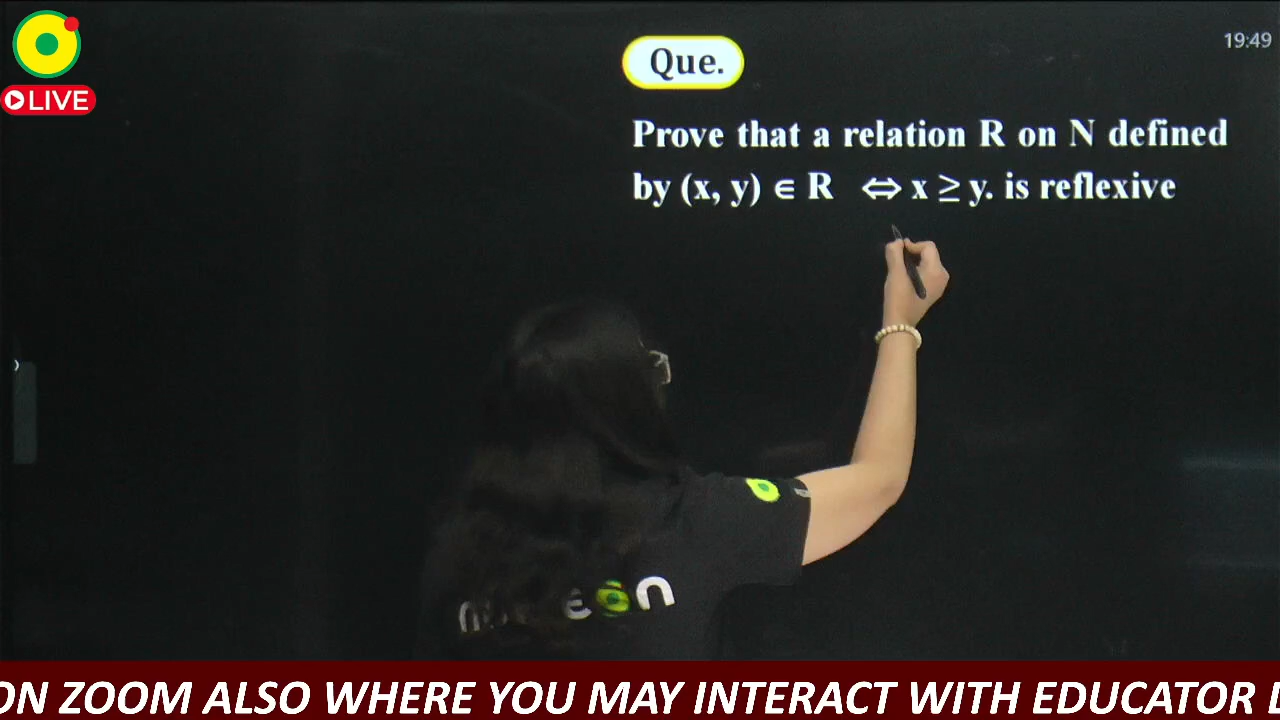 19:49
LIVE
Que.
Prove that a relation R on N defined
by (x, y) ∈ R ⇔ x ≥ y. is reflexive
ON ZOOM ALSO WHERE YOU MAY INTERACT WITH EDUCATOR